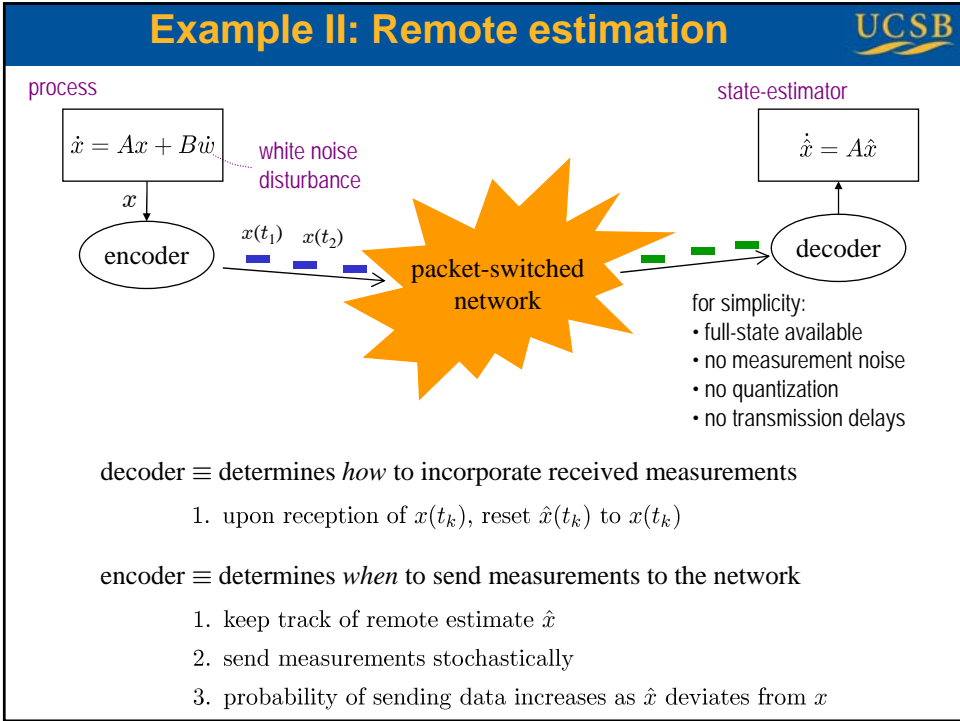 Example II: Remote estimation
UCSB
process
state-estimator
ẋ = Ax + Bẇ
white noise
disturbance
x
encoder
x(t₁) x(t₂)
packet-switched
network
x̂̇ = Ax̂
decoder
for simplicity:
• full-state available
• no measurement noise
• no quantization
• no transmission delays
decoder ≡ determines how to incorporate received measurements
1. upon reception of x(tₖ), reset x̂(tₖ) to x(tₖ)
encoder ≡ determines when to send measurements to the network
1. keep track of remote estimate x̂
2. send measurements stochastically
3. probability of sending data increases as x̂ deviates from x